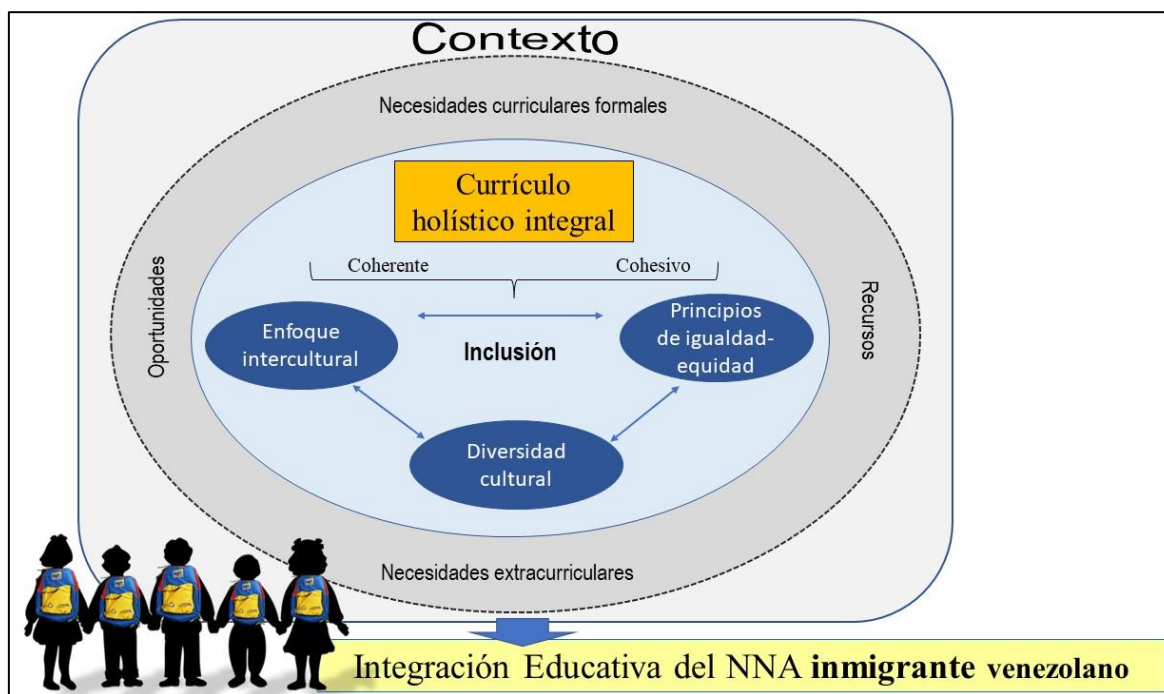 Contexto
Necesidades curriculares formales
Currículo
holístico integral
Coherente
Cohesivo
Oportunidades
Recursos
Enfoque
intercultural
Inclusión
Principios
de igualdad-
equidad
Diversidad
cultural
Necesidades extracurriculares
Integración Educativa del NNA inmigrante venezolano